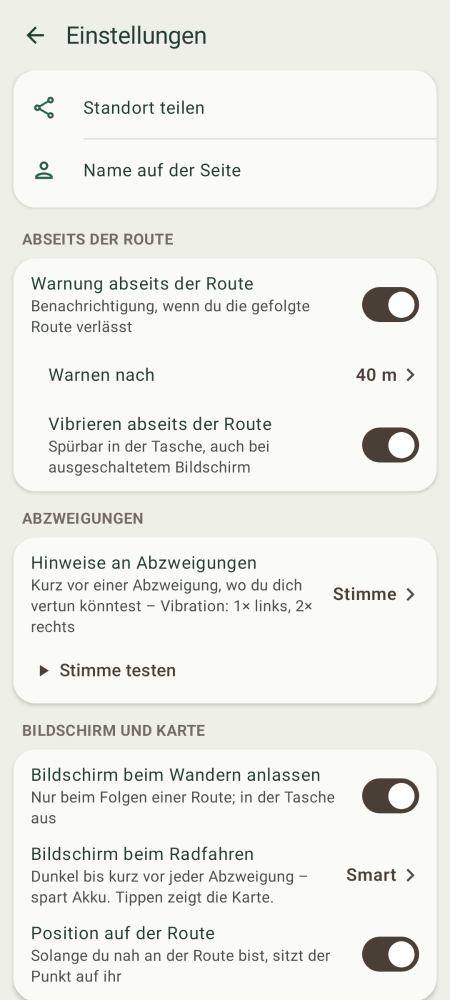 Einstellungen
Standort teilen
Name auf der Seite
ABSEITS DER ROUTE
Warnung abseits der Route
Benachrichtigung, wenn du die gefolgte
Route verlässt
Warnen nach
40 m
Vibrieren abseits der Route
Spürbar in der Tasche, auch bei
ausgeschaltetem Bildschirm
ABZWEIGUNGEN
Hinweise an Abzweigungen
Kurz vor einer Abzweigung, wo du dich
vertun könntest – Vibration: 1× links, 2×
rechts
Stimme
Stimme testen
BILDSCHIRM UND KARTE
Bildschirm beim Wandern anlassen
Nur beim Folgen einer Route; in der Tasche
aus
Bildschirm beim Radfahren
Dunkel bis kurz vor jeder Abzweigung –
spart Akku. Tippen zeigt die Karte.
Smart
Position auf der Route
Solange du nah an der Route bist, sitzt der
Punkt auf ihr